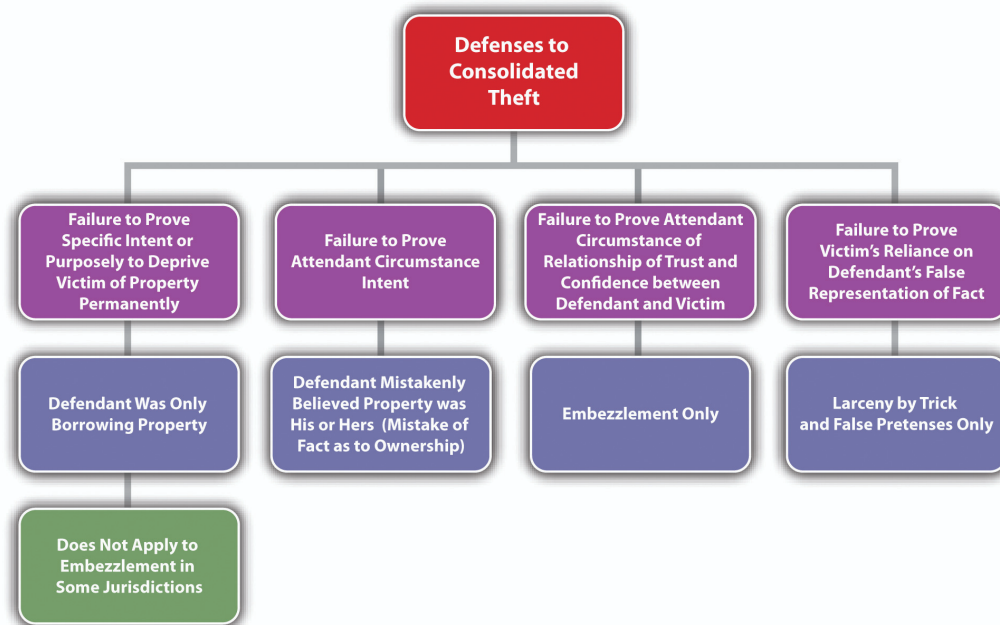 Defenses to
Consolidated
Theft
Failure to Prove
Specific Intent or
Purposely to Deprive
Victim of Property
Permanently
Failure to Prove
Attendant Circumstance
Intent
Failure to Prove Attendant
Circumstance of
Relationship of Trust and
Confidence between
Defendant and Victim
Failure to Prove
Victim’s Reliance on
Defendant’s False
Representation of Fact
Defendant Was Only
Borrowing Property
Defendant Mistakenly
Believed Property was
His or Hers (Mistake of
Fact as to Ownership)
Embezzlement Only
Larceny by Trick
and False Pretenses Only
Does Not Apply to
Embezzlement in
Some Jurisdictions